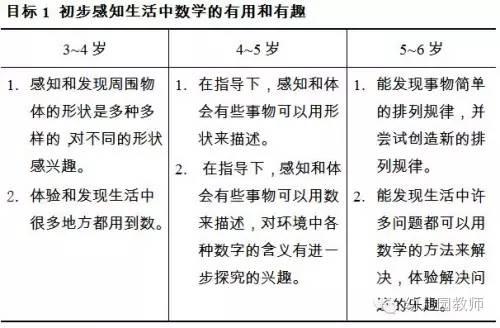 目标 1 初步感知生活中数学的有用和有趣
3~4 岁
4~5 岁
5~6 岁
1. 感知和发现周围物
体的形状是多种多
样的，对不同的形状
感兴趣。
2. 体验和发现生活中
很多地方都用到数。
1. 在指导下，感知和体
会有些事物可以用形
状来描述。
2. 在指导下，感知和体
会有些事物可以用数
来描述，对环境中各
种数字的含义有进一
步探究的兴趣。
1. 能发现事物简单
的排列规律，并
尝试创造新的排
列规律。
2. 能发现生活中许
多问题都可以用
数学的方法来解
决，体验解决问
题的乐趣。
园教师